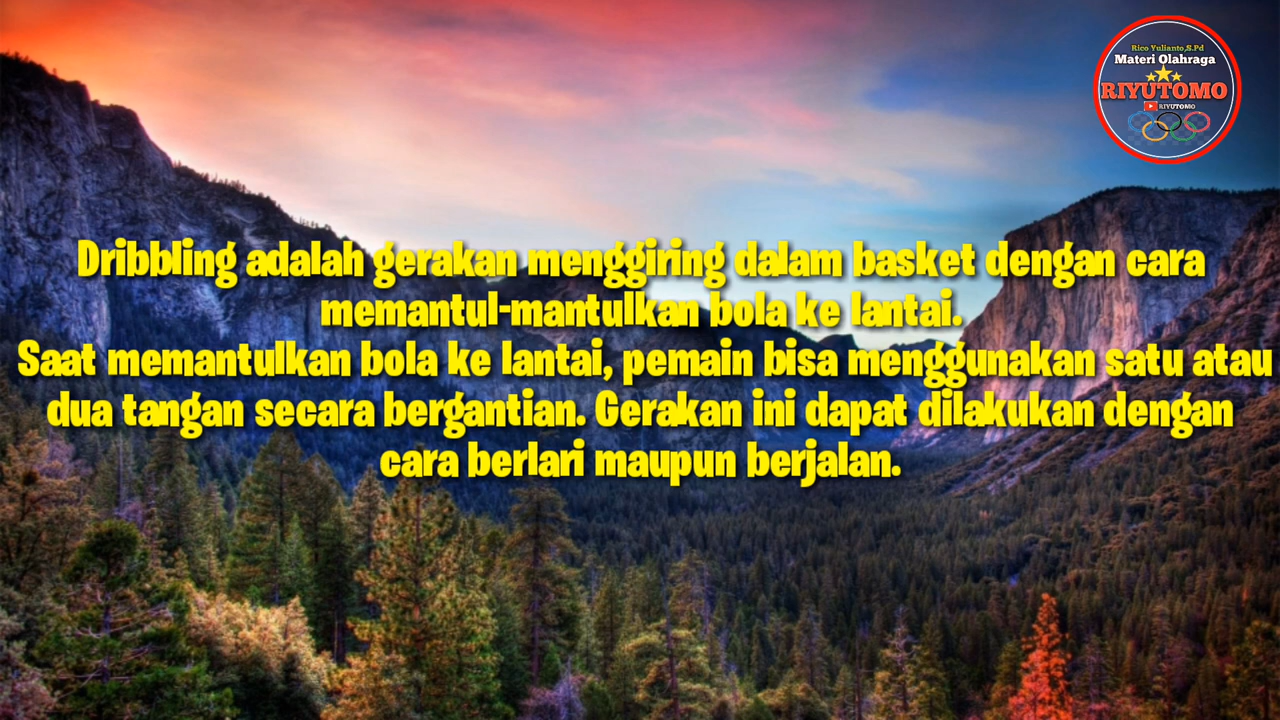 Rico Yulianto,S.Pd
Materi Olahraga
RIYUTOMO
RIYUTOMO
Dribbling adalah gerakan menggiring dalam basket dengan cara
memantul-mantulkan bola ke lantai.
Saat memantulkan bola ke lantai, pemain bisa menggunakan satu atau
dua tangan secara bergantian. Gerakan ini dapat dilakukan dengan
cara berlari maupun berjalan.